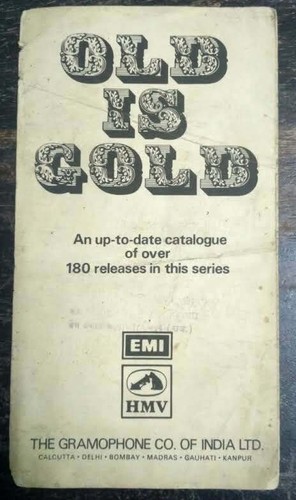 OLD
IS
GOLD
An up-to-date catalogue
of over
180 releases in this series
EMI
HMV
THE GRAMOPHONE CO. OF INDIA LTD.
CALCUTTA • DELHI • BOMBAY • MADRAS • GAUHATI • KANPUR